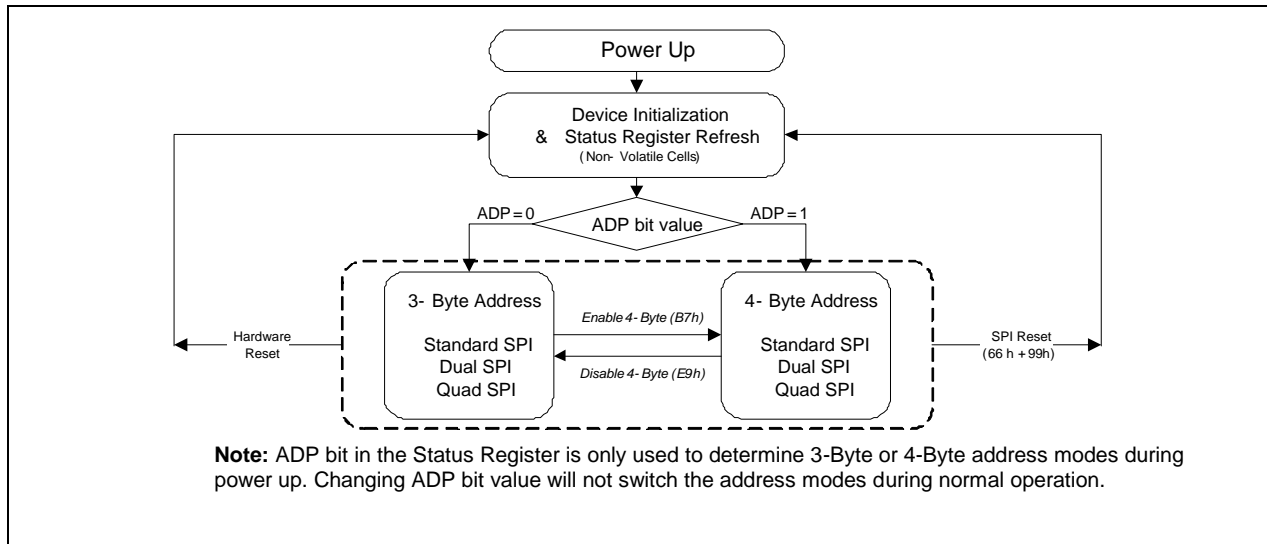 Power Up
Device Initialization
& Status Register Refresh
( Non- Volatile Cells)
ADP = 0
ADP bit value
ADP = 1
3- Byte Address
Standard SPI
Dual SPI
Quad SPI
Enable 4- Byte (B7h)
Disable 4- Byte (E9h)
4- Byte Address
Standard SPI
Dual SPI
Quad SPI
Hardware
Reset
SPI Reset
(66 h + 99h)
Note: ADP bit in the Status Register is only used to determine 3-Byte or 4-Byte address modes during
power up. Changing ADP bit value will not switch the address modes during normal operation.